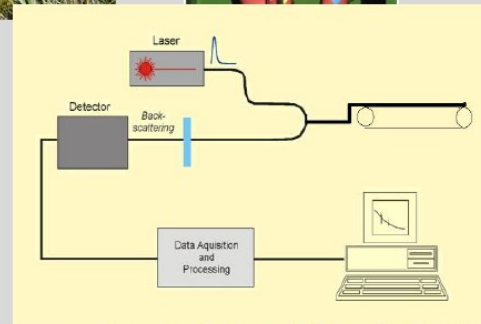 Laser
Detector
Back-
scattering
Data Aquisition
and
Processing